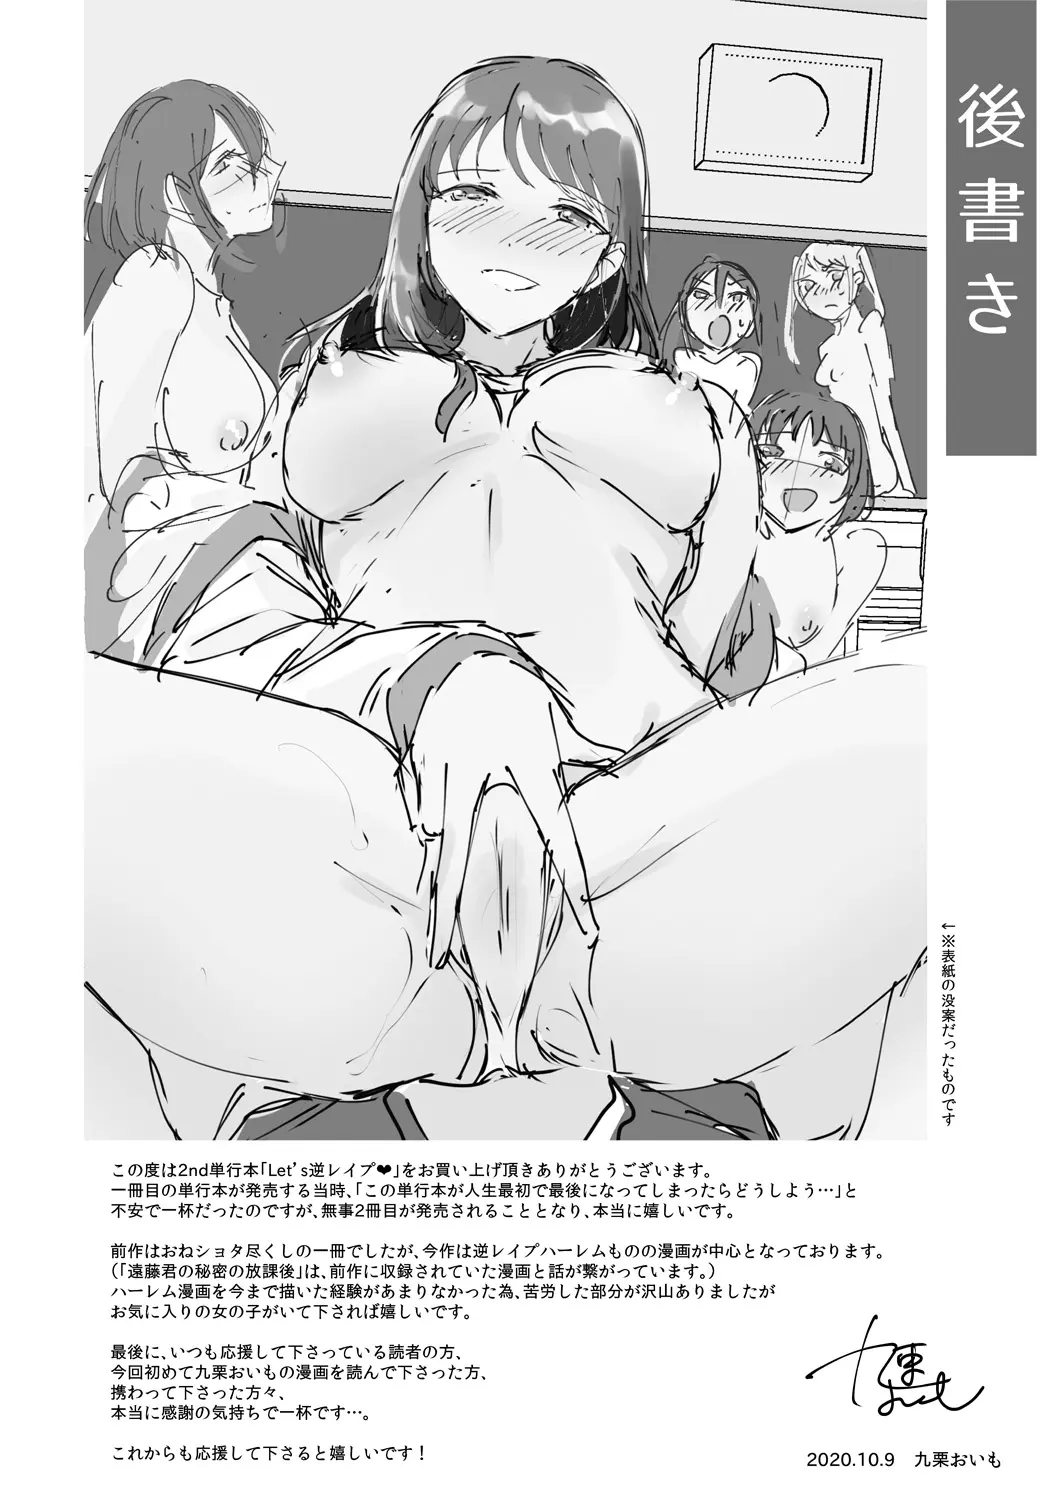 後書き
←※表紙の没案だったものです
この度は2nd単行本「Let's逆レイプ❤」をお買い上げ頂きありがとうございます。
一冊目の単行本が発売する当時、「この単行本が人生最初で最後になってしまったらどうしよう…」と
不安で一杯だったのですが、無事2冊目が発売されることとなり、本当に嬉しいです。
前作はおねショタ尽くしの一冊でしたが、今作は逆レイプハーレムものの漫画が中心となっております。
(「遠藤君の秘密の放課後」は、前作に収録されていた漫画と話が繋がっています。)
ハーレム漫画を今まで描いた経験があまりなかった為、苦労した部分が沢山ありましたが
お気に入りの女の子がいて下されば嬉しいです。
最後に、いつも応援して下さっている読者の方、
今回初めて九栗おいもの漫画を読んで下さった方、
携わって下さった方々、
本当に感謝の気持ちで一杯です…。
これからも応援して下さると嬉しいです！
2020.10.9　九栗おいも